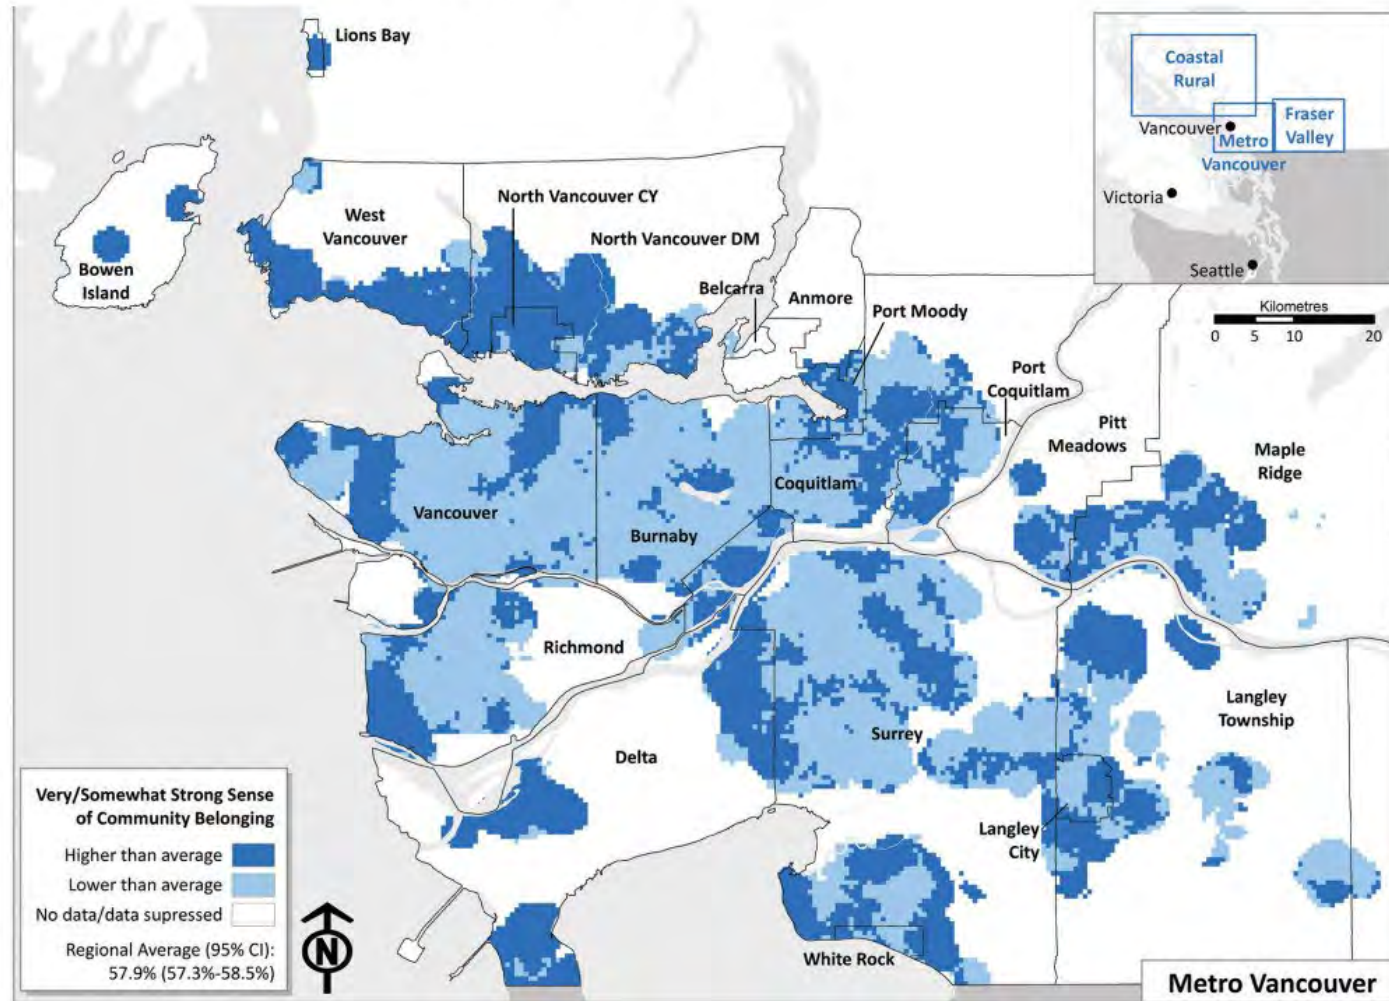 Lions Bay
Coastal
Rural
Fraser
Valley
Vancouver
Metro
Vancouver
Victoria
Seattle
Kilometres
0 5 10 20
North Vancouver CY
West
Vancouver
North Vancouver DM
Bowen
Island
Belcarra
Anmore
Port Moody
Port
Coquitlam
Pitt
Meadows
Maple
Ridge
Coquitlam
Vancouver
Burnaby
Richmond
Langley
Township
Surrey
Delta
Langley
City
White Rock
Very/Somewhat Strong Sense
of Community Belonging
Higher than average
Lower than average
No data/data supressed
Regional Average (95% CI):
57.9% (57.3%-58.5%)
N
Metro Vancouver